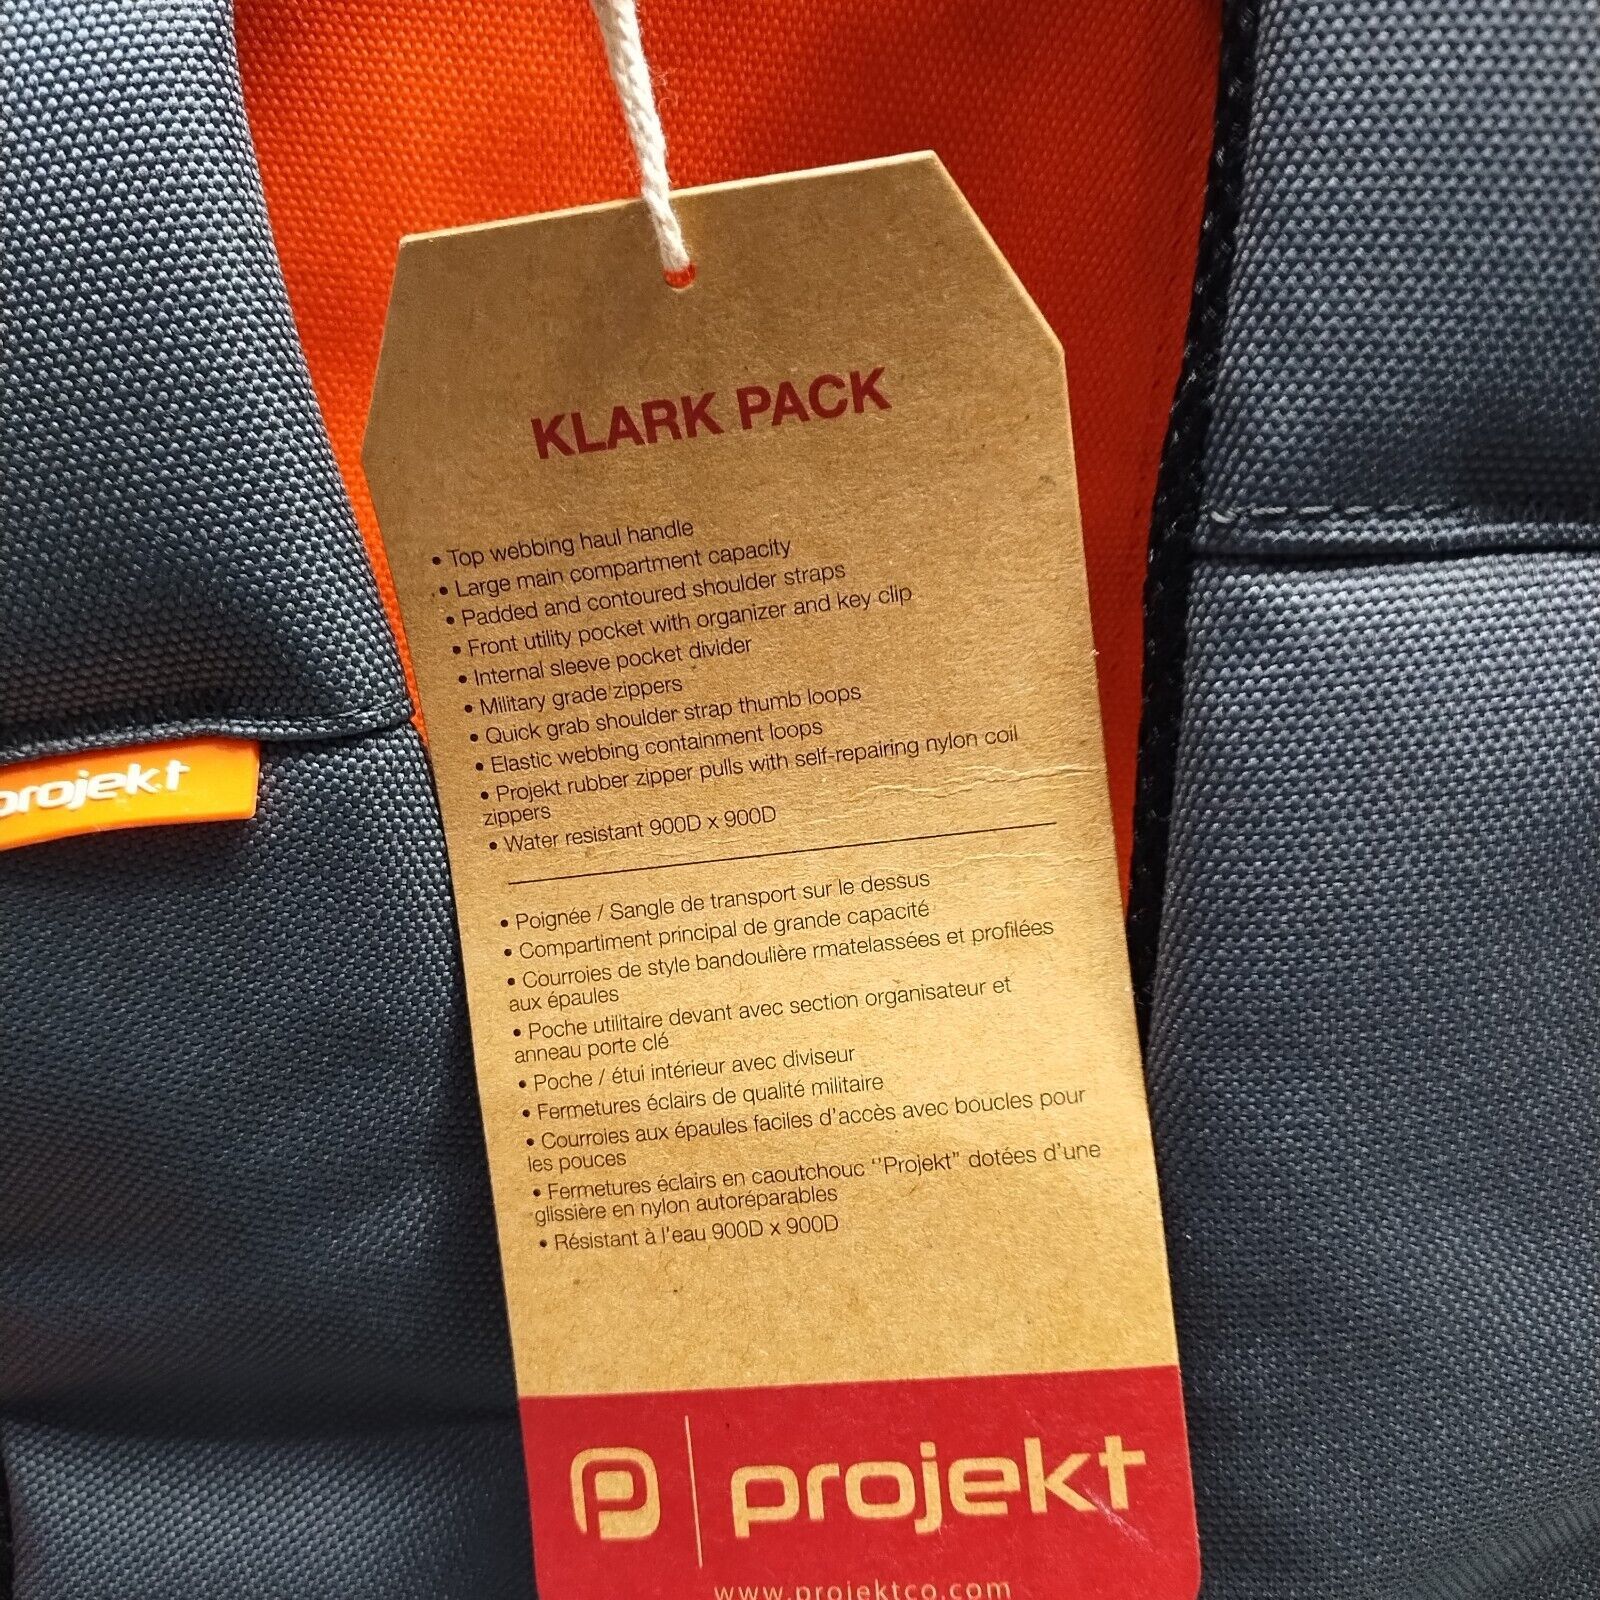 KLARK PACK
• Top webbing haul handle
• Large main compartment capacity
• Padded and contoured shoulder straps
• Front utility pocket with organizer and key clip
• Internal sleeve pocket divider
• Military grade zippers
• Quick grab shoulder strap thumb loops
• Elastic webbing containment loops
• Projekt rubber zipper pulls with self-repairing nylon coil
zippers
• Water resistant 900D x 900D
projekt
• Poignée / Sangle de transport sur le dessus
• Compartiment principal de grande capacité
• Courroies de style bandoulière rmatelassées et profilées
aux épaules
• Poche utilitaire devant avec section organisateur et
anneau porte clé
• Poche / étui intérieur avec diviseur
• Fermetures éclairs de qualité militaire
• Courroies aux épaules faciles d'accès avec boucles pour
les pouces
• Fermetures éclairs en caoutchouc ''Projekt" dotées d'une
glissière en nylon autoréparables
• Résistant à l'eau 900D x 900D
projekt
www.projektco.com